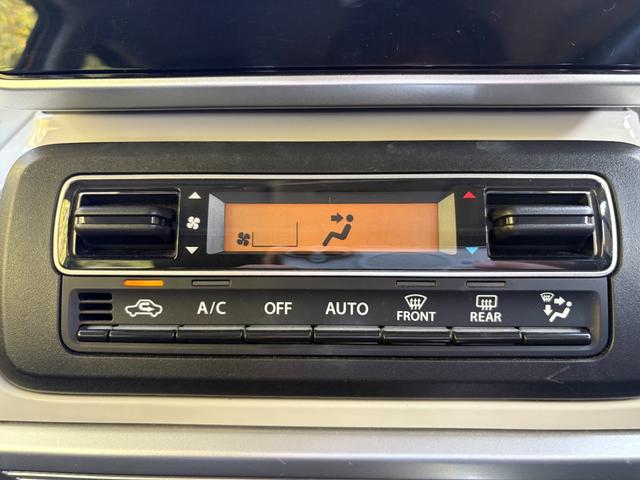 A/C OFF AUTO FRONT REAR